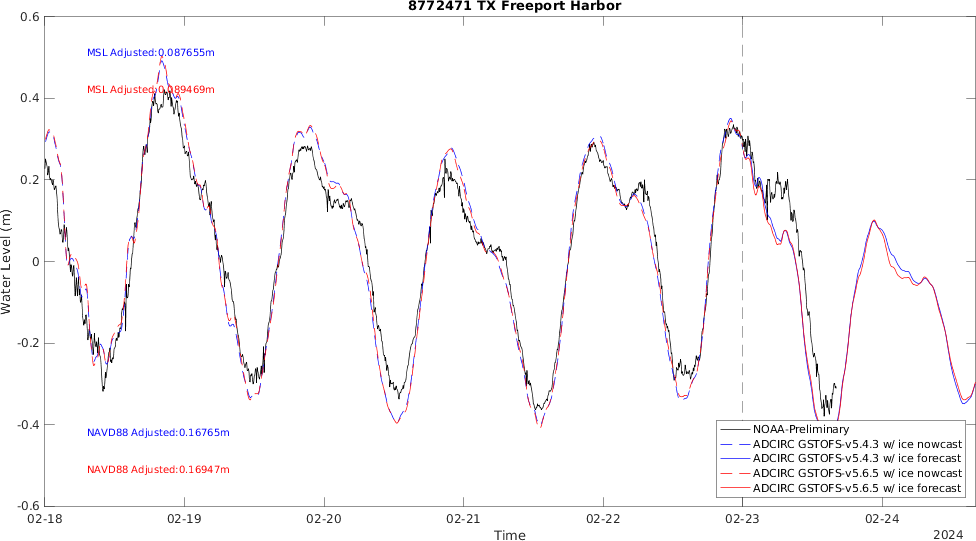 8772471 TX Freeport Harbor
0.6
MSL Adjusted:0.087655m
MSL Adjusted:0.089469m
0.4
0.2
0
-0.2
-0.4
-0.6
Water Level (m)
NAVD88 Adjusted:0.16765m
NAVD88 Adjusted:0.16947m
NOAA-Preliminary
ADCIRC GSTOFS-v5.4.3 w/ ice nowcast
ADCIRC GSTOFS-v5.4.3 w/ ice forecast
ADCIRC GSTOFS-v5.6.5 w/ ice nowcast
ADCIRC GSTOFS-v5.6.5 w/ ice forecast
02-18 02-19 02-20 02-21 02-22 02-23 02-24
Time
2024